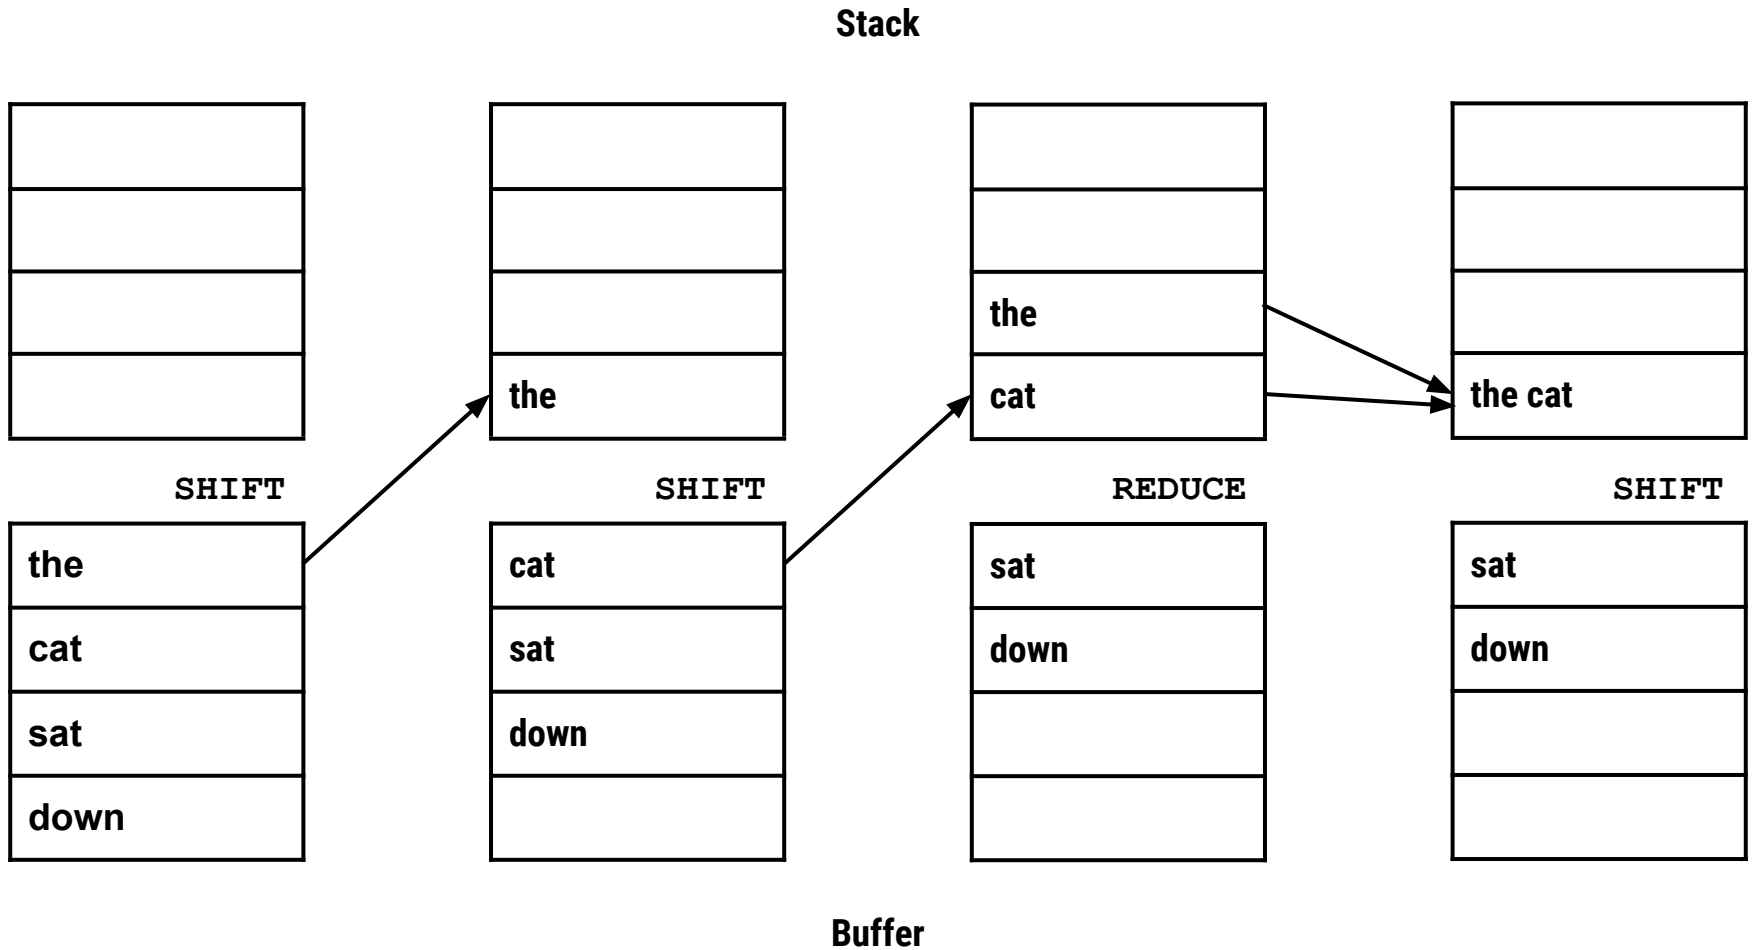 Stack
the
the
cat
the cat
SHIFT
SHIFT
REDUCE
SHIFT
the
cat
sat
down
cat
sat
down
sat
down
sat
down
Buffer